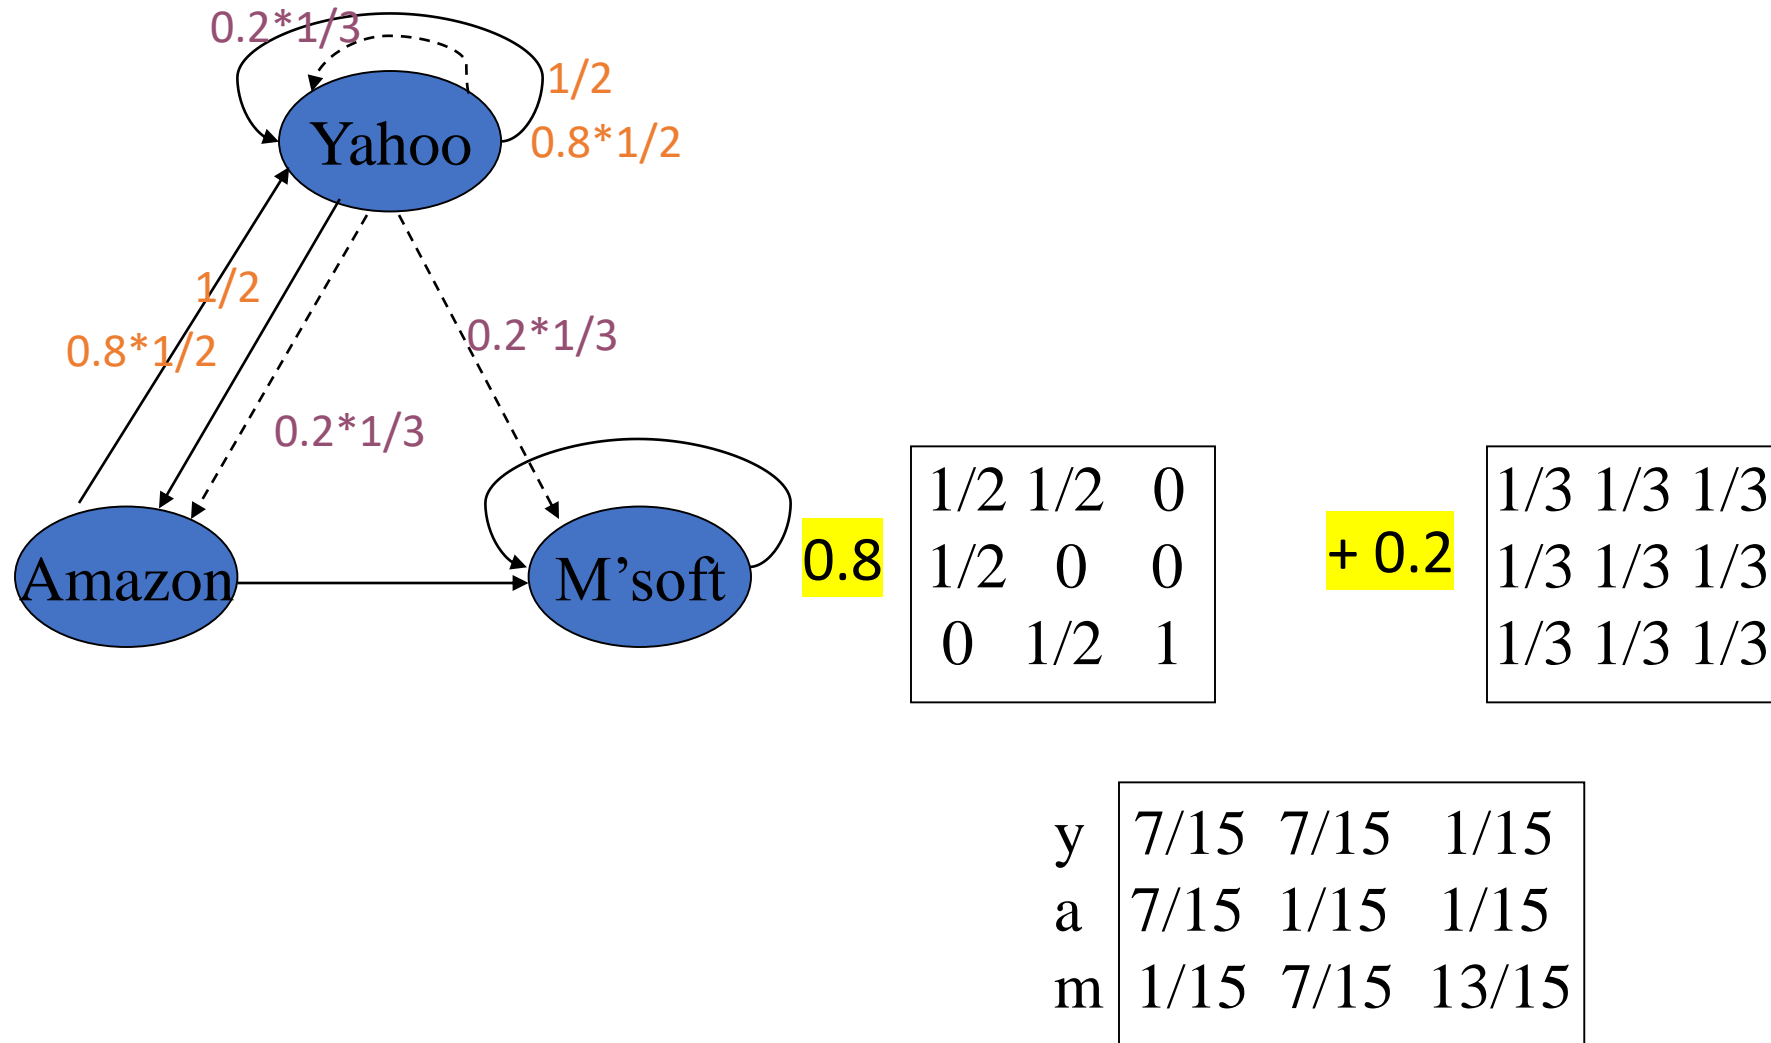 0.2*1/3
1/2
Yahoo
0.8*1/2
1/2
0.8*1/2
0.2*1/3
0.2*1/3
Amazon
M’soft
0.8
1/2 1/2 0
1/2 0 0
0 1/2 1
+ 0.2
1/3 1/3 1/3
1/3 1/3 1/3
1/3 1/3 1/3
y 7/15 7/15 1/15
a 7/15 1/15 1/15
m 1/15 7/15 13/15